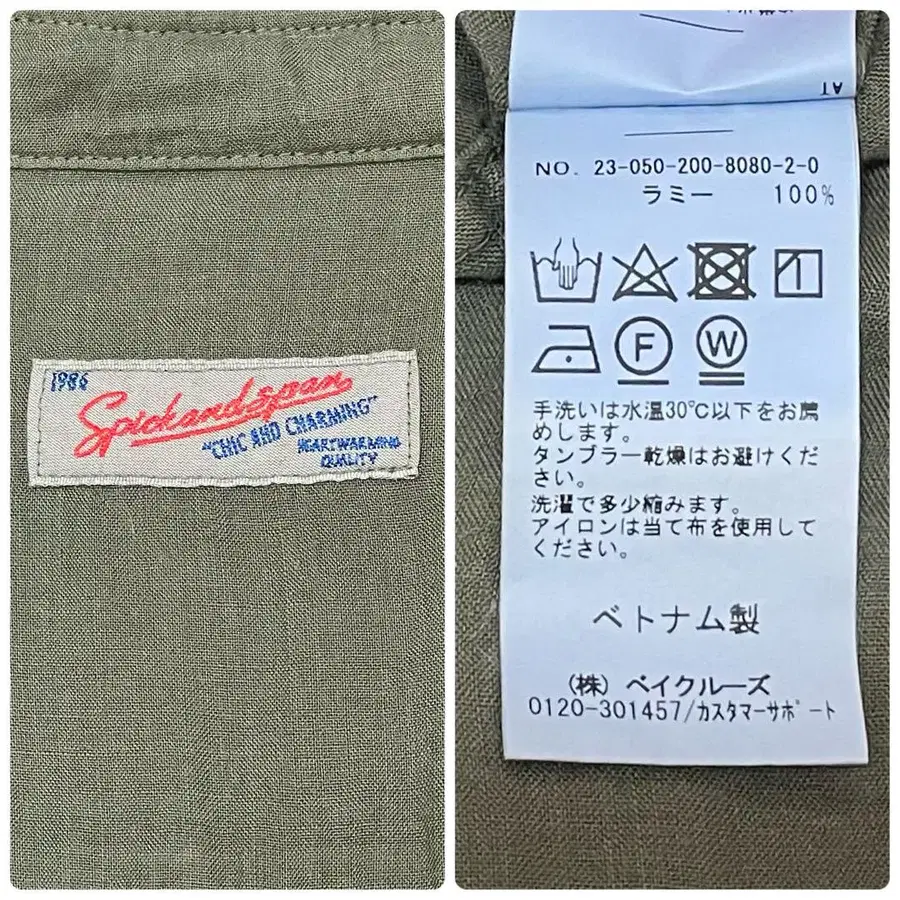 1986
Spick and span
"CHIC AND CHARMING"
HEARTWARMING
QUALITY
AT
NO. 23-050-200-8080-2-0
ラミー 100%
F
W
手洗いは水温30℃以下をお薦
めします。
タンブラー乾燥はお避けくだ
さい。
洗濯で多少縮みます。
アイロンは当て布を使用して
ください。
ベトナム製
(株) ベイクルーズ
0120-301457/カスタマーサポート